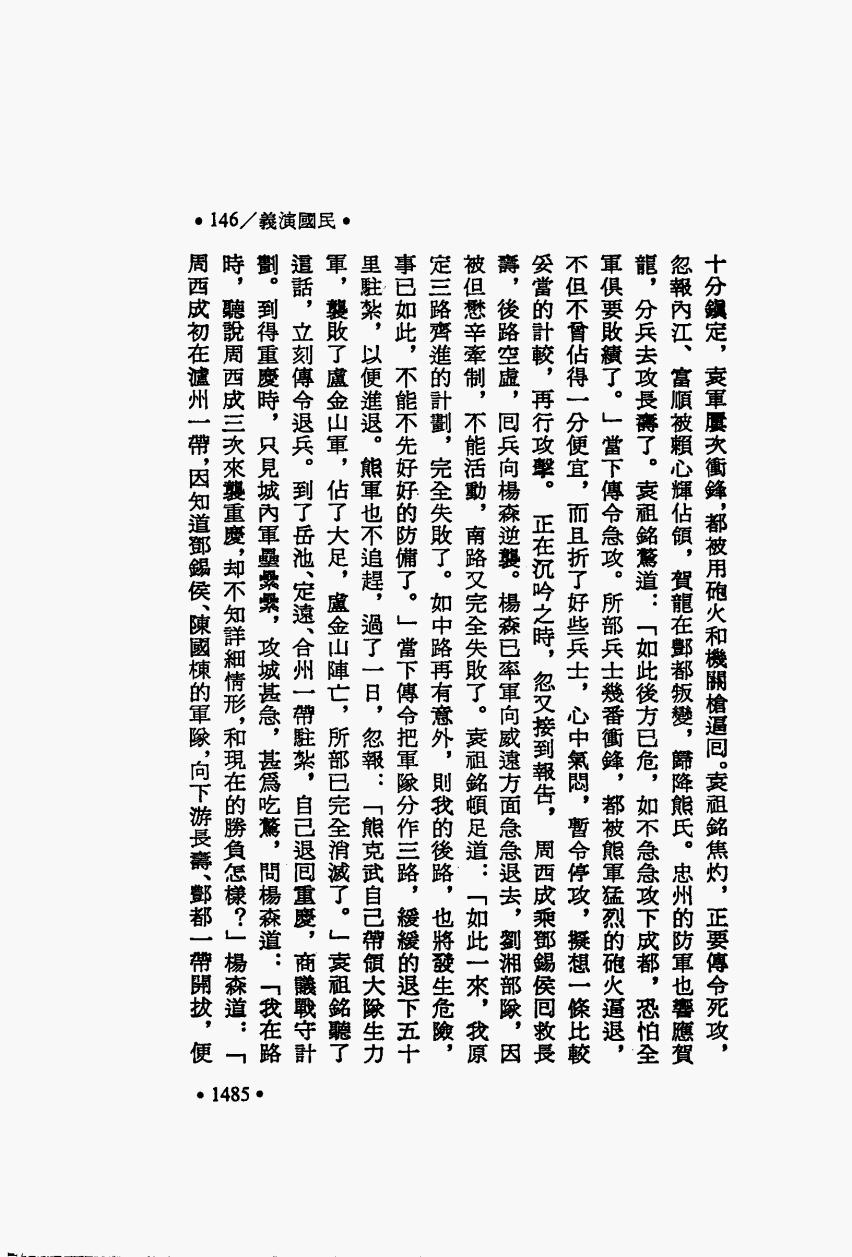 •146／義演國民•
十分鎭定，袁軍屢次衝鋒，都被用砲火和機關槍逼回。袁祖銘焦灼，正要傳令死攻，
忽報內江、富順被賴心輝佔領，賀龍在酆都叛變，歸降熊氏。忠州的防軍也響應賀
龍，分兵去攻長壽了。袁祖銘驚道：「如此後方已危，如不急急攻下成都，恐怕全
軍俱要敗績了。」當下傳令急攻。所部兵士幾番衝鋒，都被熊軍猛烈的砲火逼退，
不但不曾佔得一分便宜，而且折了好些兵士，心中氣悶，暫令停攻，擬想一條比較
妥當的計較，再行攻擊。　正在沉吟之時，忽又接到報告，　周西成乘鄧錫侯回救長
壽，後路空虛，回兵向楊森逆襲。楊森已率軍向威遠方面急急退去，劉湘部隊，因
被但懋辛牽制，不能活動，南路又完全失敗了。袁祖銘頓足道：「如此一來，我原
定三路齊進的計劃，完全失敗了。如中路再有意外，則我的後路，也將發生危險，
事已如此，不能不先好好的防備了。」當下傳令把軍隊分作三路，緩緩的退下五十
里駐紮，以便進退。熊軍也不追趕，過了一日，忽報：「熊克武自己帶領大隊生力
軍，襲敗了盧金山軍，佔了大足，盧金山陣亡，所部已完全消滅了。」袁祖銘聽了
這話，立刻傳令退兵。到了岳池、定遠、合州一帶駐紮，自己退回重慶，商議戰守計
劃。到得重慶時，只見城內軍壘纍纍，攻城甚急，甚爲吃驚，問楊森道：「我在路
時，聽說周西成三次來襲重慶，却不知詳細情形，和現在的勝負怎樣？」楊森道：「
周西成初在瀘州一帶，因知道鄧錫侯、陳國棟的軍隊，向下游長壽、酆都一帶開拔，便
•1485•